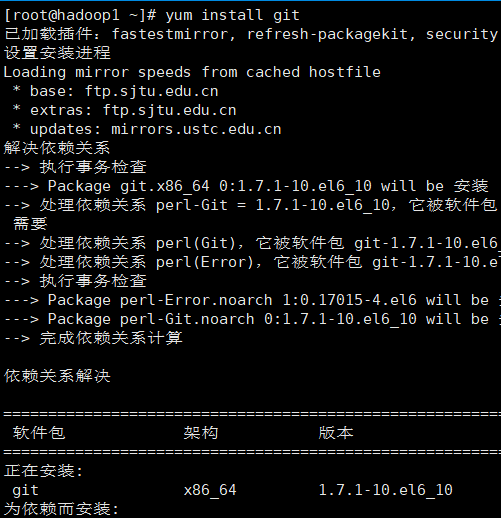 [root@hadoop1 ~]# yum install git
已加载插件：fastestmirror, refresh-packagekit, security
设置安装进程
Loading mirror speeds from cached hostfile
 * base: ftp.sjtu.edu.cn
 * extras: ftp.sjtu.edu.cn
 * updates: mirrors.ustc.edu.cn
解决依赖关系
--> 执行事务检查
---> Package git.x86_64 0:1.7.1-10.el6_10 will be 安装
--> 处理依赖关系 perl-Git = 1.7.1-10.el6_10，它被软件包
 需要
--> 处理依赖关系 perl(Git)，它被软件包 git-1.7.1-10.el6_
--> 处理依赖关系 perl(Error)，它被软件包 git-1.7.1-10.e
--> 执行事务检查
---> Package perl-Error.noarch 1:0.17015-4.el6 will be
---> Package perl-Git.noarch 0:1.7.1-10.el6_10 will be
--> 完成依赖关系计算
依赖关系解决
================================================================
软件包 架构 版本
================================================================
正在安装:
 git x86_64 1.7.1-10.el6_10
为依赖而安装: